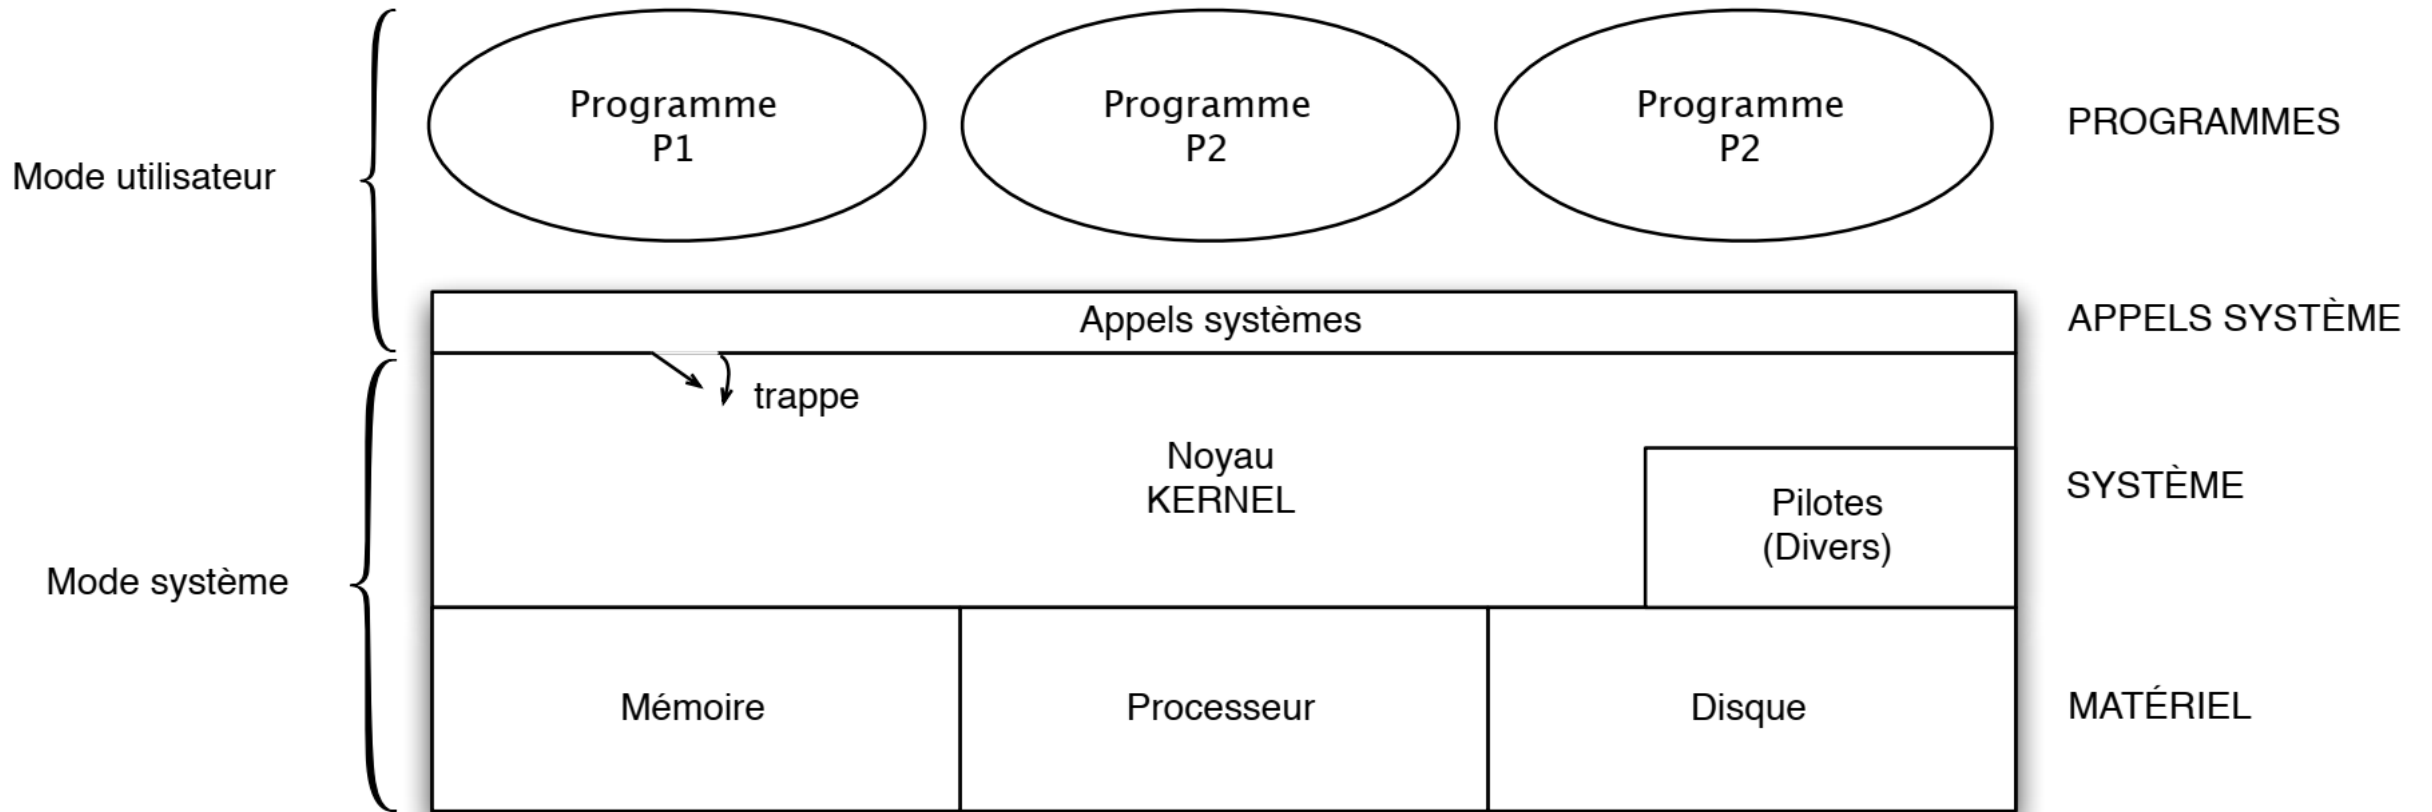 Programme
P1
Programme
P2
Programme
P2
PROGRAMMES
Mode utilisateur
Appels systèmes
APPELS SYSTÈME
trappe
Noyau
KERNEL
Pilotes
(Divers)
SYSTÈME
Mode système
Mémoire
Processeur
Disque
MATÉRIEL